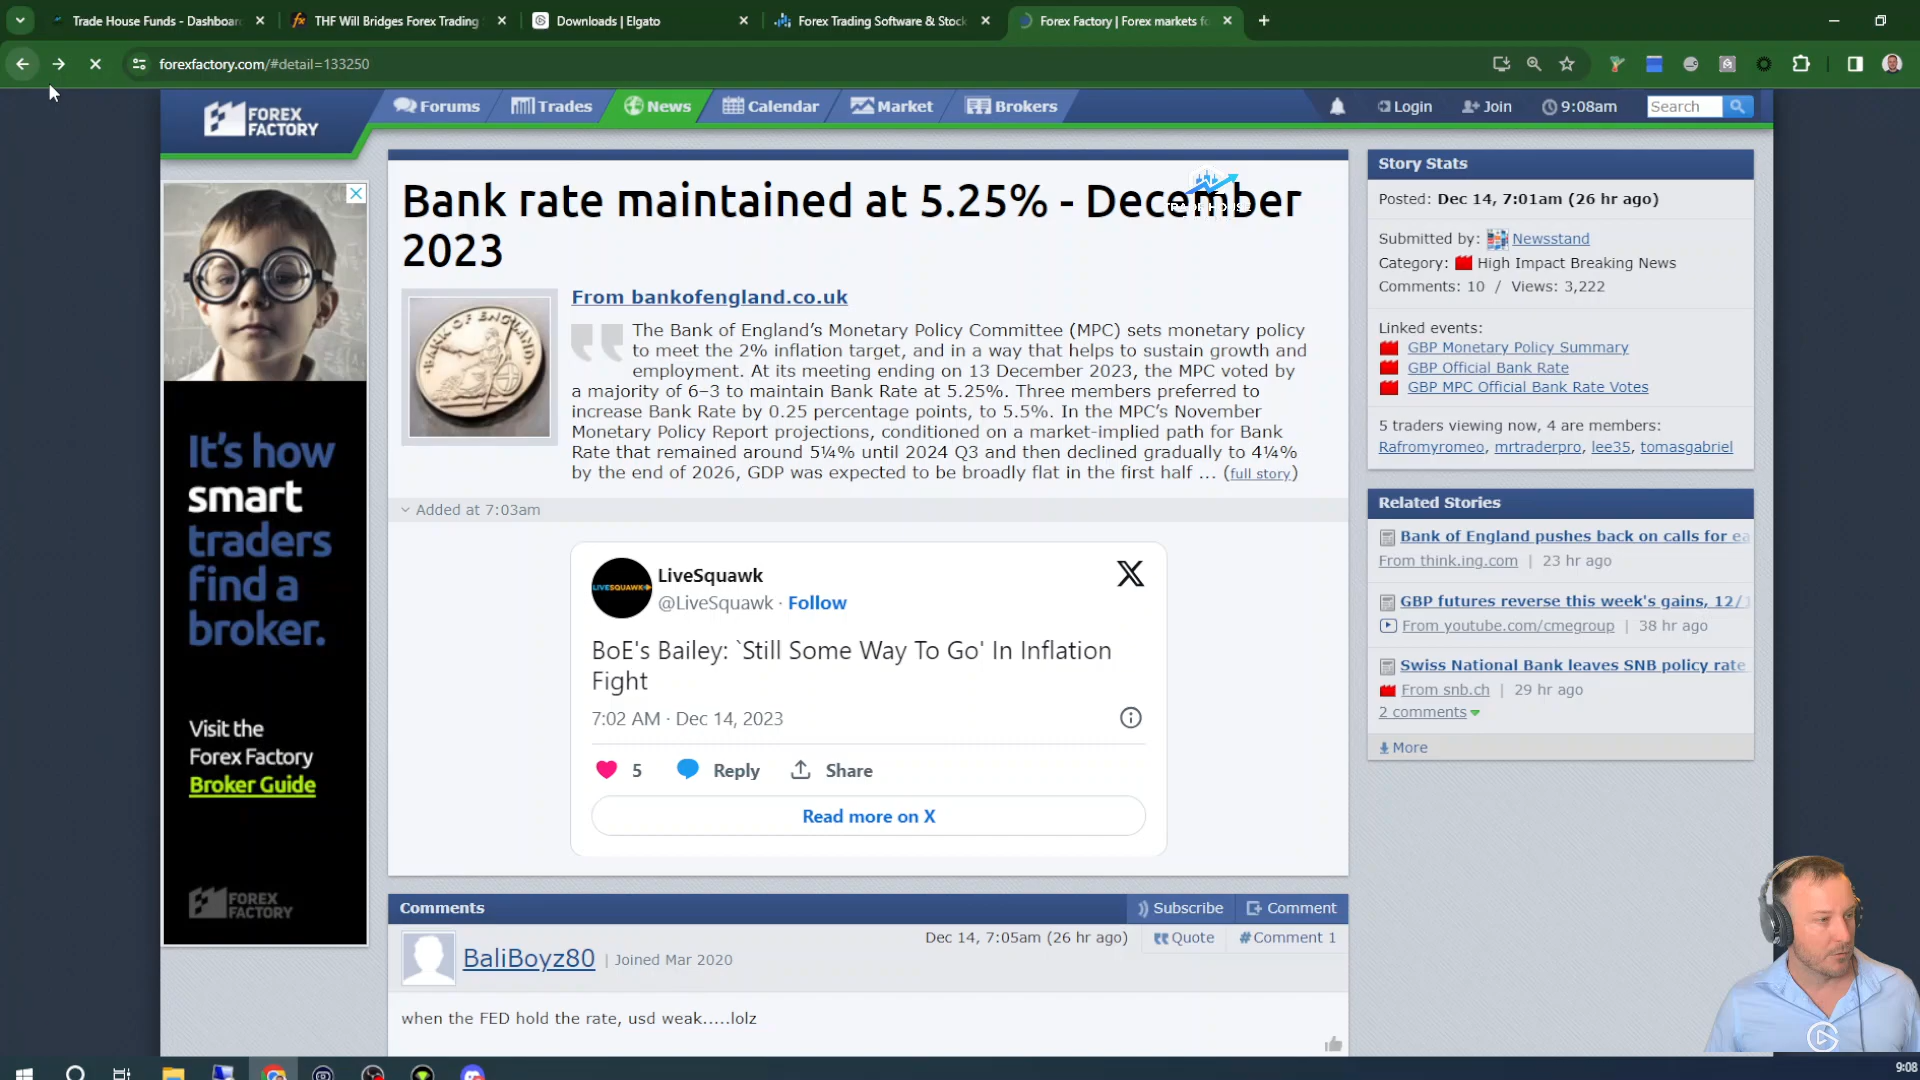 Trade House Funds - Dashboar
THF Will Bridges Forex Trading
Downloads | Elgato
Forex Trading Software & Stock
Forex Factory | Forex markets fo
forexfactory.com/#detail=133250
FOREX
FACTORY
Forums
Trades
News
Calendar
Market
Brokers
Login
Join
9:08am
Search
It's how
smart
traders
find a
broker.
Visit the
Forex Factory
Broker Guide
FOREX
FACTORY
Bank rate maintained at 5.25% - December
2023
From bankofengland.co.uk
The Bank of England's Monetary Policy Committee (MPC) sets monetary policy
to meet the 2% inflation target, and in a way that helps to sustain growth and
employment. At its meeting ending on 13 December 2023, the MPC voted by
a majority of 6–3 to maintain Bank Rate at 5.25%. Three members preferred to
increase Bank Rate by 0.25 percentage points, to 5.5%. In the MPC's November
Monetary Policy Report projections, conditioned on a market-implied path for Bank
Rate that remained around 5¼% until 2024 Q3 and then declined gradually to 4¼%
by the end of 2026, GDP was expected to be broadly flat in the first half ... (full story)
Added at 7:03am
LIVESQUAWK
LiveSquawk
@LiveSquawk · Follow
BoE's Bailey: `Still Some Way To Go' In Inflation
Fight
7:02 AM · Dec 14, 2023
5
Reply
Share
Read more on X
Comments
Subscribe
Comment
BaliBoyz80 | Joined Mar 2020
Dec 14, 7:05am (26 hr ago)
Quote
#Comment 1
when the FED hold the rate, usd weak.....lolz
Story Stats
Posted: Dec 14, 7:01am (26 hr ago)
Submitted by: Newsstand
Category: High Impact Breaking News
Comments: 10 / Views: 3,222
Linked events:
GBP Monetary Policy Summary
GBP Official Bank Rate
GBP MPC Official Bank Rate Votes
5 traders viewing now, 4 are members:
Rafromyromeo, mrtraderpro, lee35, tomasgabriel
Related Stories
Bank of England pushes back on calls for ea
From think.ing.com | 23 hr ago
GBP futures reverse this week's gains, 12/1
From youtube.com/cmegroup | 38 hr ago
Swiss National Bank leaves SNB policy rate
From snb.ch | 29 hr ago
2 comments
More
9:08